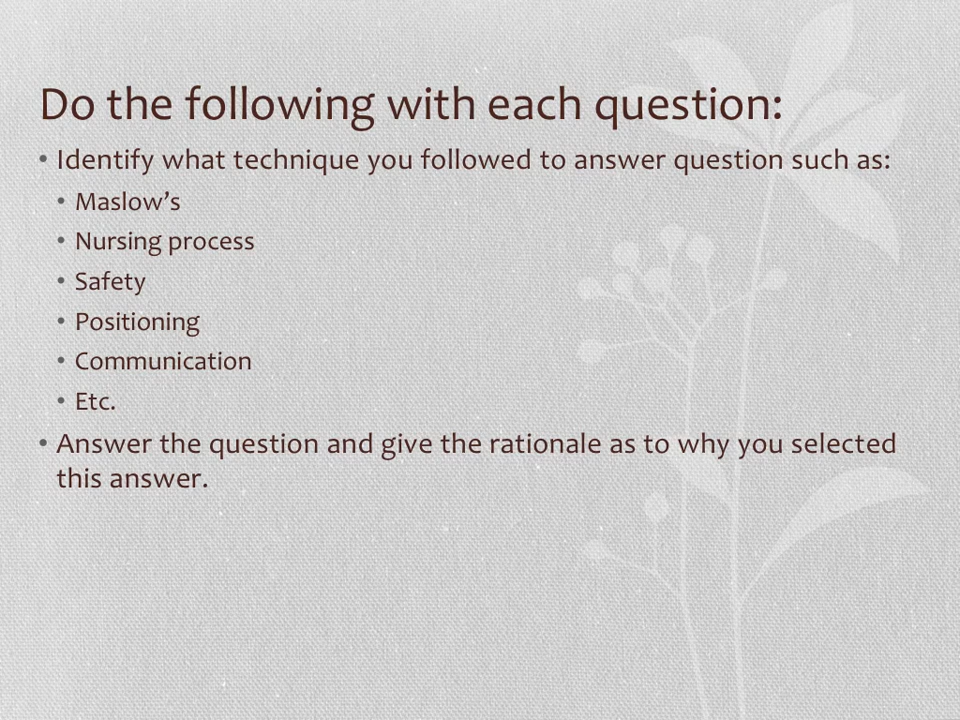 Do the following with each question:
• Identify what technique you followed to answer question such as:
• Maslow’s
• Nursing process
• Safety
• Positioning
• Communication
• Etc.
• Answer the question and give the rationale as to why you selected
this answer.